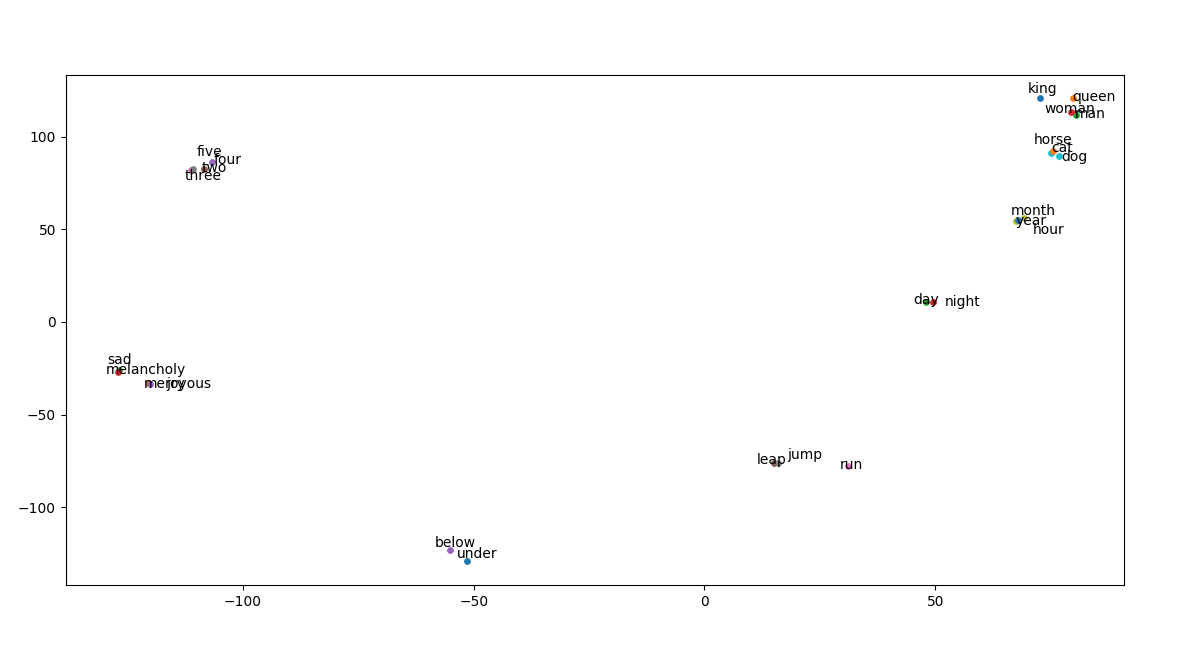 king
queen
woman
man
100
horse
cat
five
four
dog
two
three
month
50
year
hour
day
night
0
sad
melancholy
merry
joyous
−50
jump
leap
run
−100
below
under
−100
−50
0
50